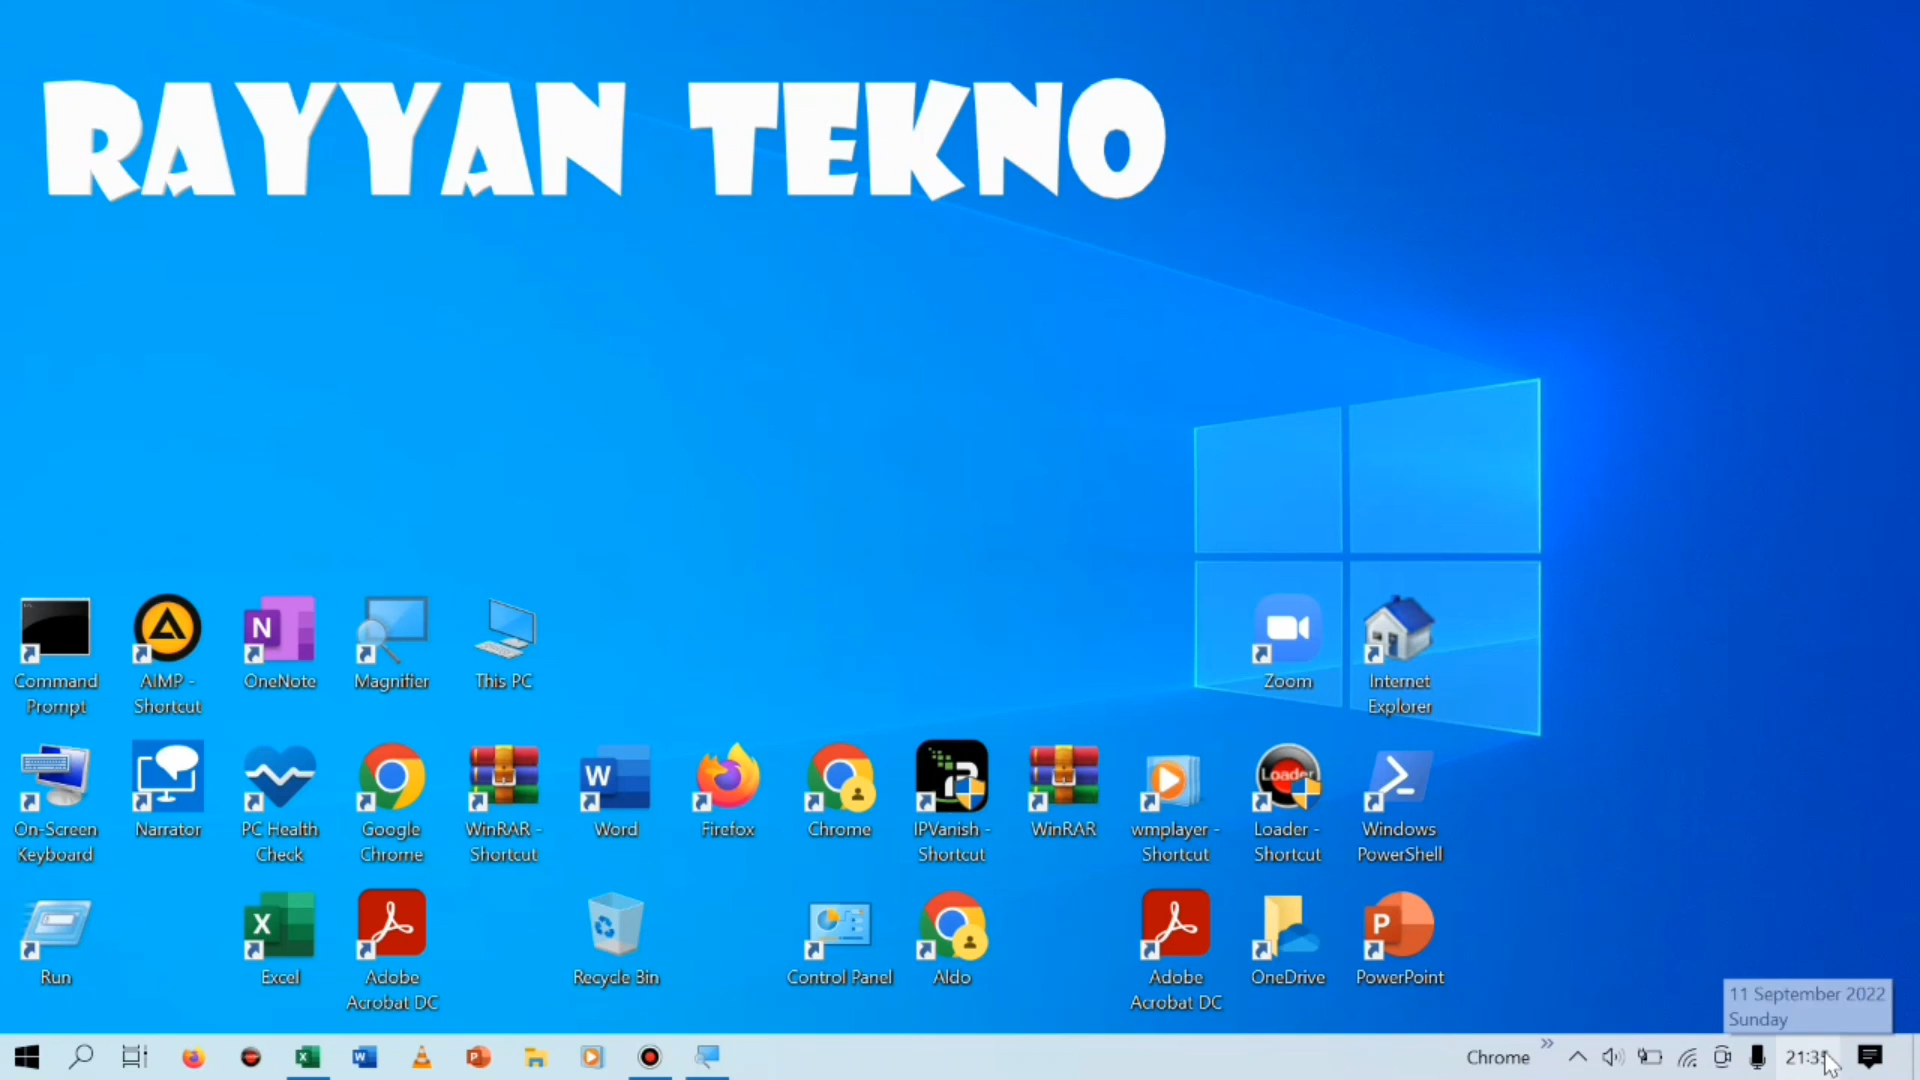 RAYYAN TEKNO
Command Prompt
AIMP - Shortcut
OneNote
Magnifier
This PC
Zoom
Internet Explorer
On-Screen Keyboard
Narrator
PC Health Check
Google Chrome
WinRAR - Shortcut
Word
Firefox
Chrome
IPVanish - Shortcut
WinRAR
wmplayer - Shortcut
Loader
Loader - Shortcut
Windows PowerShell
Run
Excel
Adobe Acrobat DC
Recycle Bin
Control Panel
Aldo
Adobe Acrobat DC
OneDrive
PowerPoint
11 September 2022
Sunday
Chrome